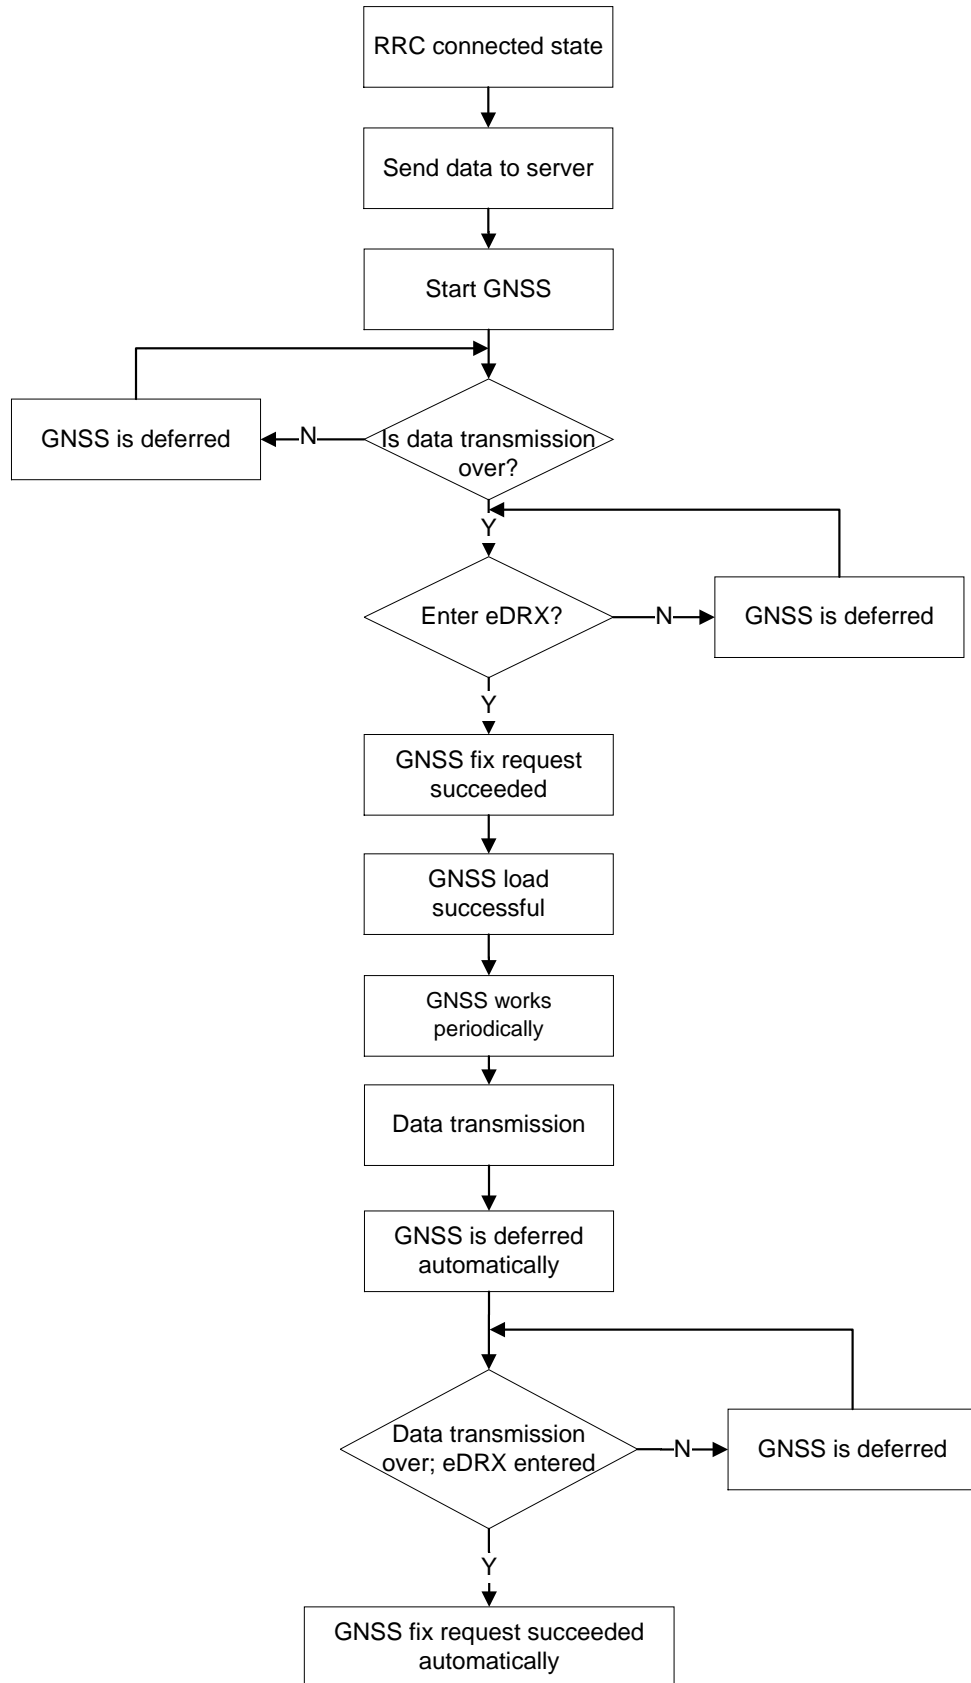 RRC connected state
Send data to server
Start GNSS
GNSS is deferred
N
Is data transmission
over?
Y
Enter eDRX?
N
GNSS is deferred
Y
GNSS fix request
succeeded
GNSS load
successful
GNSS works
periodically
Data transmission
GNSS is deferred
automatically
Data transmission
over; eDRX entered
N
GNSS is deferred
Y
GNSS fix request succeeded
automatically